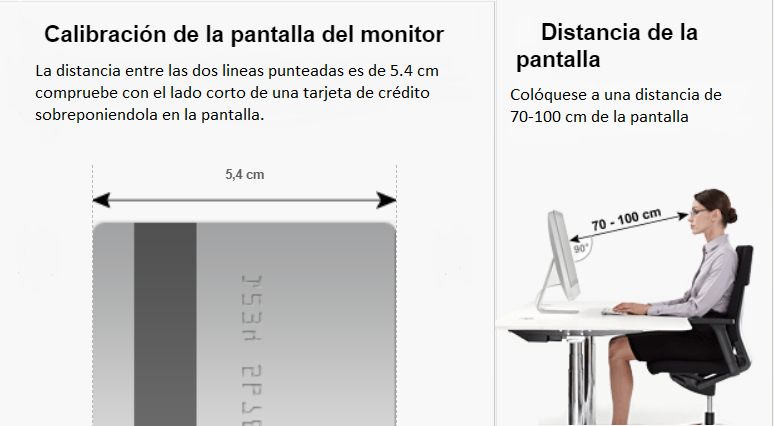 Calibración de la pantalla del monitor
La distancia entre las dos lineas punteadas es de 5.4 cm
compruebe con el lado corto de una tarjeta de crédito
sobreponiendola en la pantalla.
5,4 cm
Distancia de la
pantalla
Colóquese a una distancia de
70-100 cm de la pantalla
70 - 100 cm
90°